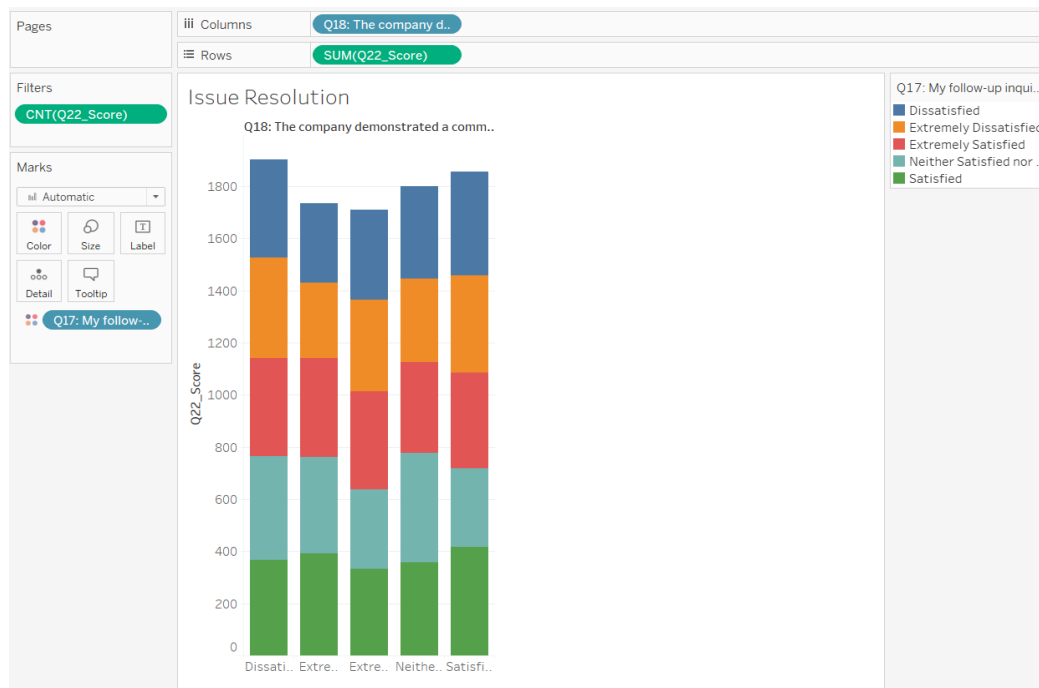 Pages
Columns
Q18: The company d..
Rows
SUM(Q22_Score)
Filters
CNT(Q22_Score)
Marks
Automatic
Color
Size
Label
Detail
Tooltip
Q17: My follow-..
Issue Resolution
Q18: The company demonstrated a comm..
Q22_Score
1800
1600
1400
1200
1000
800
600
400
200
0
Dissati.. Extre.. Extre.. Neithe.. Satisfi..
Q17: My follow-up inqui..
Dissatisfied
Extremely Dissatisfied
Extremely Satisfied
Neither Satisfied nor .
Satisfied